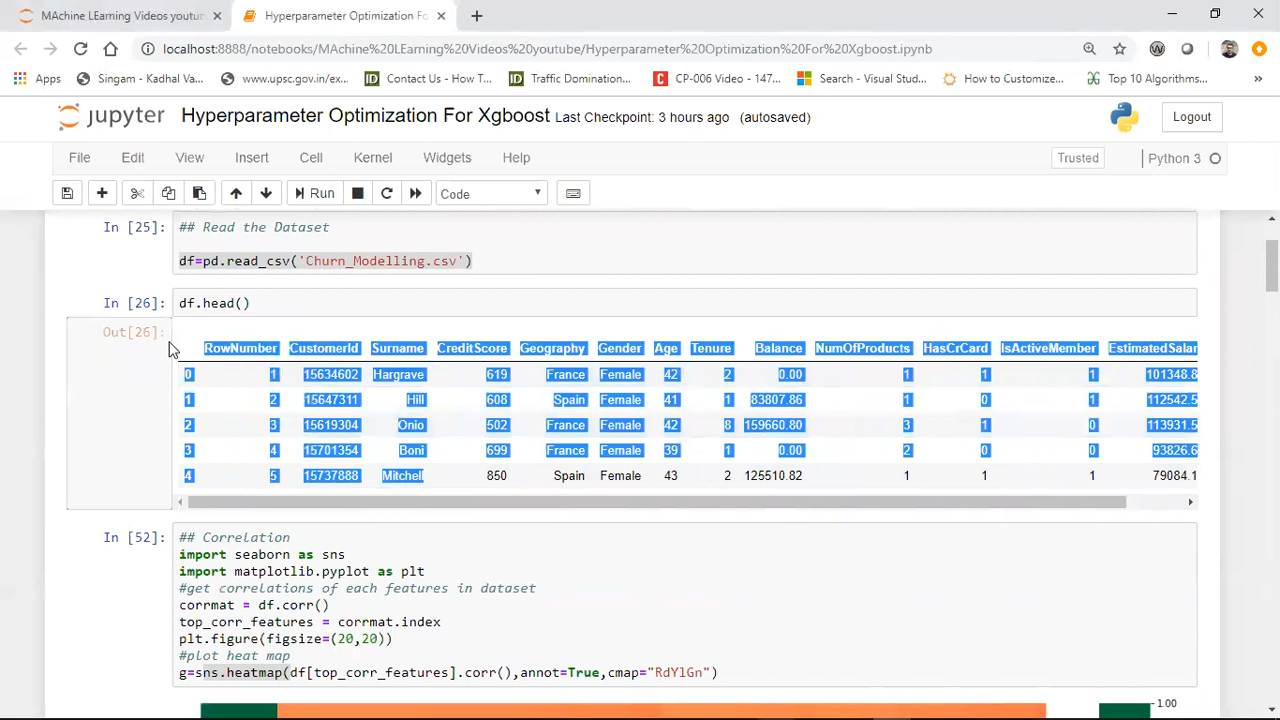 MAchine LEarning Videos youtu
Hyperparameter Optimization Fo
localhost:8888/notebooks/MAchine%20LEarning%20Videos%20youtube/Hyperparameter%20Optimization%20For%20Xgboost.ipynb
Apps
Singam - Kadhal Va...
www.upsc.gov.in/ex...
Contact Us - How T...
Traffic Domination...
CP-006 Video - 147...
Search - Visual Stud...
How to Customize...
Top 10 Algorithms...
jupyter Hyperparameter Optimization For Xgboost Last Checkpoint: 3 hours ago (autosaved)
Logout
File Edit View Insert Cell Kernel Widgets Help
Trusted
Python 3
Run
Code
In [25]: ## Read the Dataset
df=pd.read_csv('Churn_Modelling.csv')
In [26]: df.head()
Out[26]:
RowNumber CustomerId Surname CreditScore Geography Gender Age Tenure Balance NumOfProducts HasCrCard IsActiveMember EstimatedSalar
0 1 15634602 Hargrave 619 France Female 42 2 0.00 1 1 1 101348.8
1 2 15647311 Hill 608 Spain Female 41 1 83807.86 1 0 1 112542.5
2 3 15619304 Onio 502 France Female 42 8 159660.80 3 1 0 113931.5
3 4 15701354 Boni 699 France Female 39 1 0.00 2 0 0 93826.6
4 5 15737888 Mitchell 850 Spain Female 43 2 125510.82 1 1 1 79084.1
In [52]: ## Correlation
import seaborn as sns
import matplotlib.pyplot as plt
#get correlations of each features in dataset
corrmat = df.corr()
top_corr_features = corrmat.index
plt.figure(figsize=(20,20))
#plot heat map
g=sns.heatmap(df[top_corr_features].corr(),annot=True,cmap="RdYlGn")
1.00